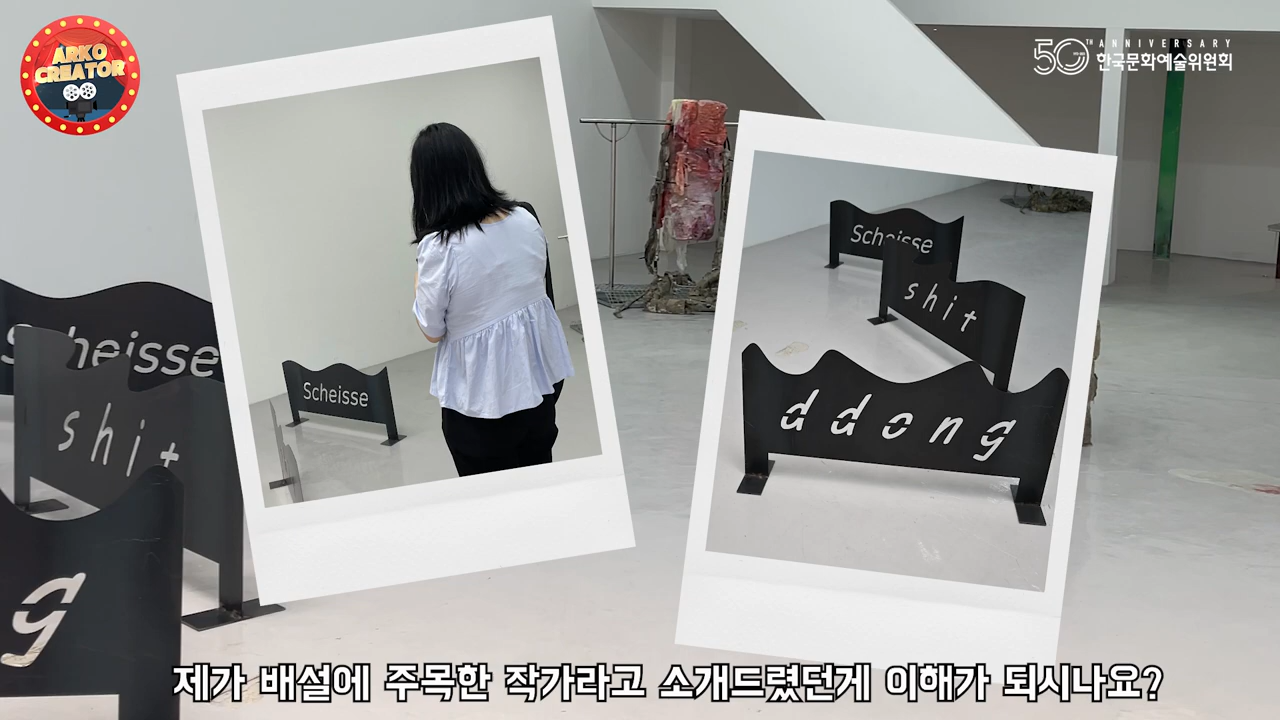 ARKO
CREATOR
50TH ANNIVERSARY
한국문화예술위원회
Scheisse
shit
g
Scheisse
Scheisse
shit
ddong
제가 배설에 주목한 작가라고 소개드렸던게 이해가 되시나요?